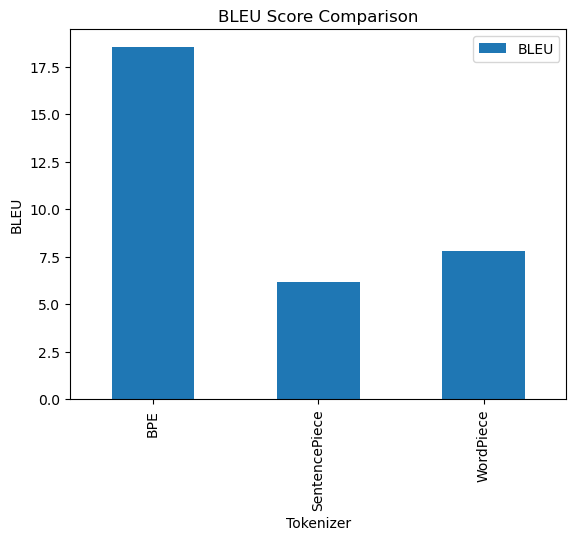 BLEU Score Comparison
BLEU
17.5
15.0
12.5
10.0
7.5
5.0
2.5
0.0
BLEU
BPE
SentencePiece
WordPiece
Tokenizer